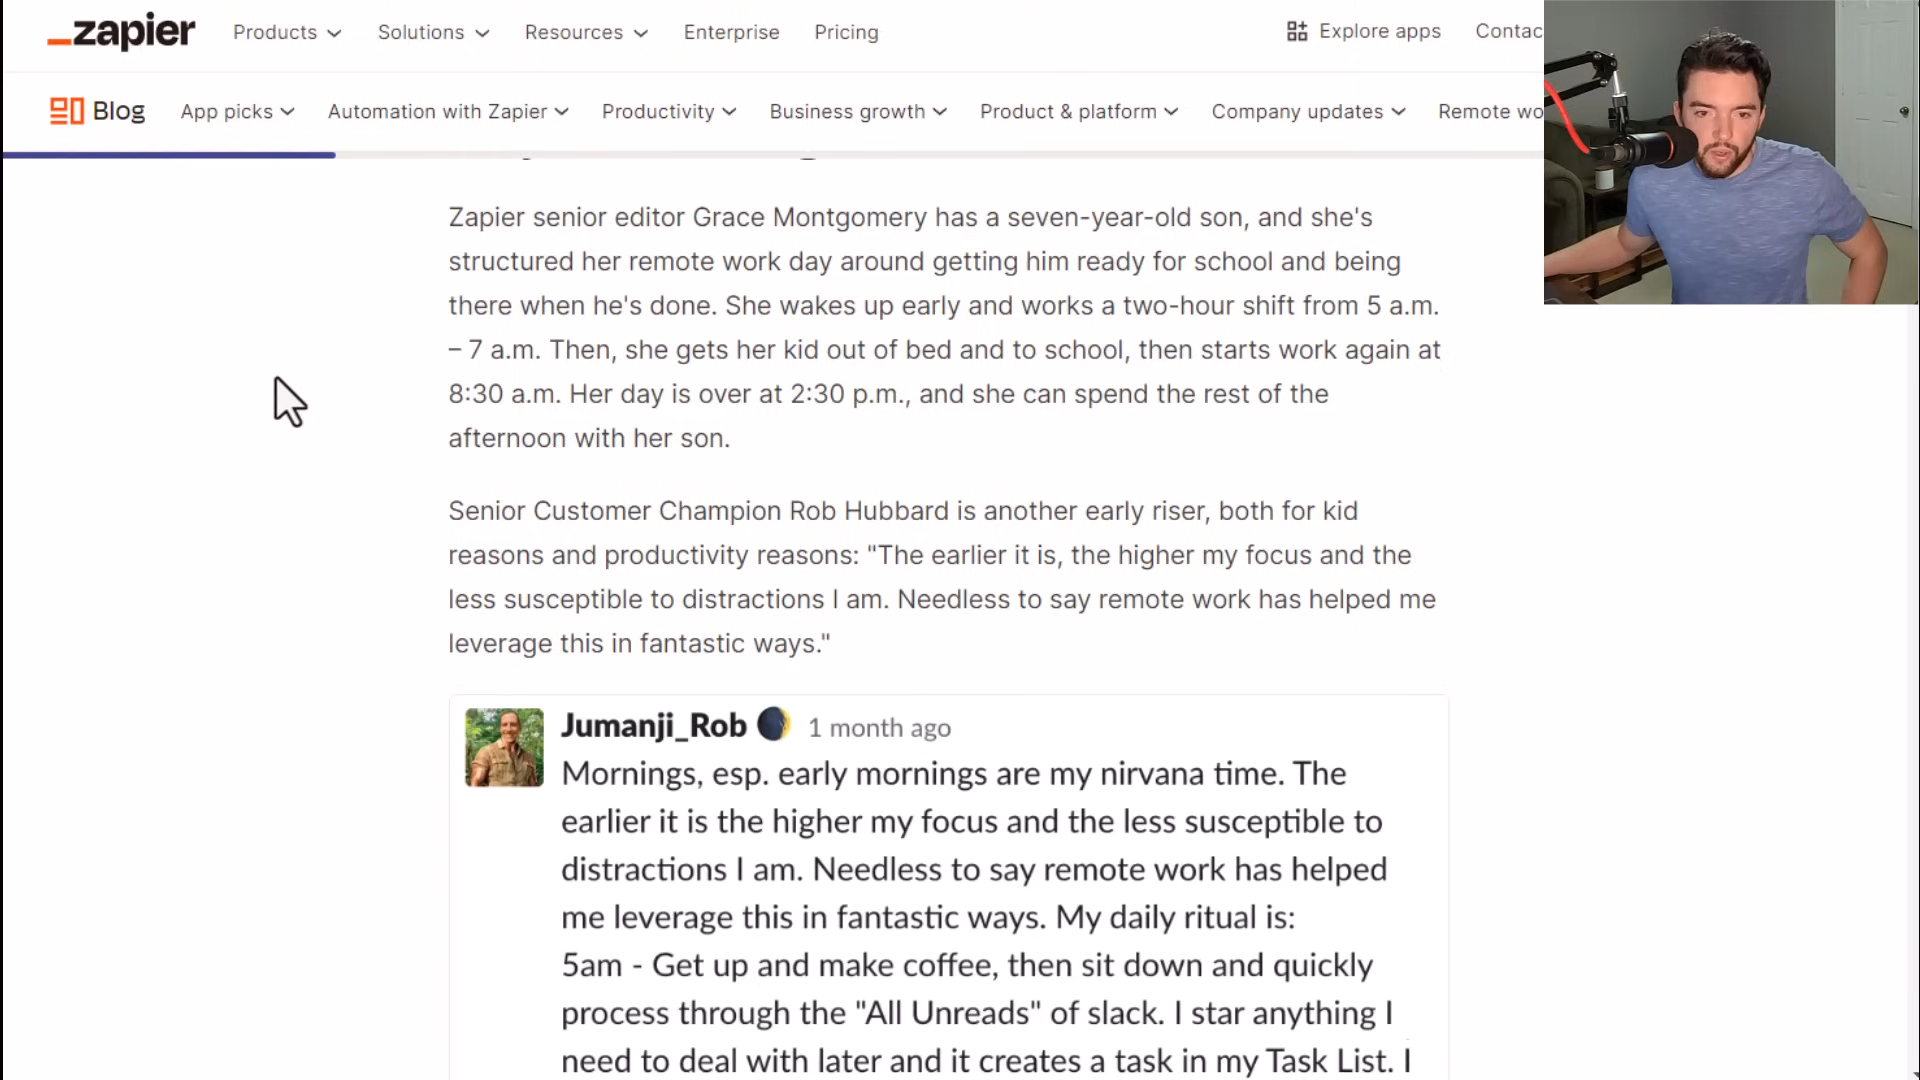 zapier
Products
Solutions
Resources
Enterprise
Pricing
Explore apps
Contac
Blog
App picks
Automation with Zapier
Productivity
Business growth
Product & platform
Company updates
Remote wo
Zapier senior editor Grace Montgomery has a seven-year-old son, and she's
structured her remote work day around getting him ready for school and being
there when he's done. She wakes up early and works a two-hour shift from 5 a.m.
– 7 a.m. Then, she gets her kid out of bed and to school, then starts work again at
8:30 a.m. Her day is over at 2:30 p.m., and she can spend the rest of the
afternoon with her son.
Senior Customer Champion Rob Hubbard is another early riser, both for kid
reasons and productivity reasons: "The earlier it is, the higher my focus and the
less susceptible to distractions I am. Needless to say remote work has helped me
leverage this in fantastic ways."
Jumanji_Rob 1 month ago
Mornings, esp. early mornings are my nirvana time. The
earlier it is the higher my focus and the less susceptible to
distractions I am. Needless to say remote work has helped
me leverage this in fantastic ways. My daily ritual is:
5am - Get up and make coffee, then sit down and quickly
process through the "All Unreads" of slack. I star anything I
need to deal with later and it creates a task in my Task List. I